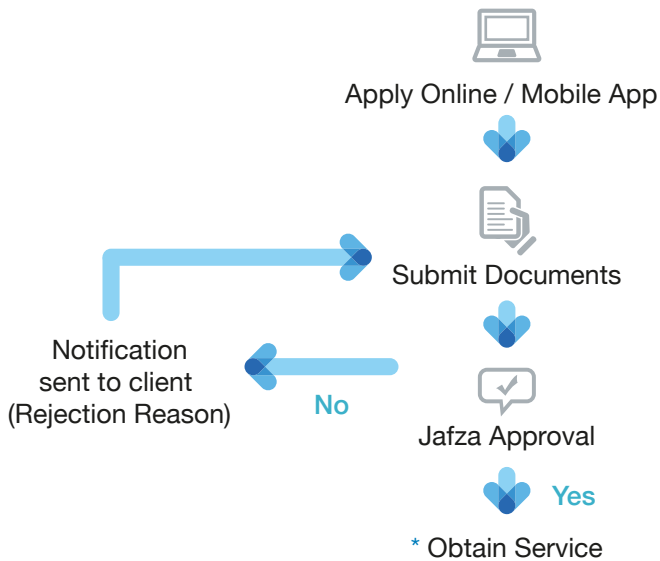 Apply Online / Mobile App
Submit Documents
Notification
sent to client
(Rejection Reason)
No
Jafza Approval
Yes
* Obtain Service